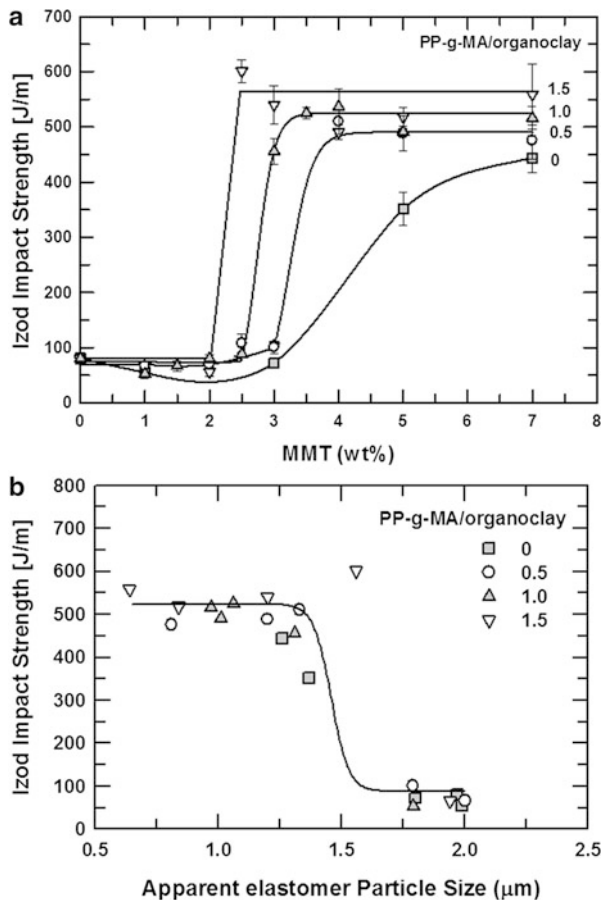 a
700
600
500
400
300
200
100
0
Izod Impact Strength [J/m]
PP-g-MA/organoclay
1.5
1.0
0.5
0
0 1 2 3 4 5 6 7 8
MMT (wt%)
b
800
700
600
500
400
300
200
100
0
Izod Impact Strength [J/m]
PP-g-MA/organoclay
0
0.5
1.0
1.5
0.5 1.0 1.5 2.0 2.5
Apparent elastomer Particle Size (μm)